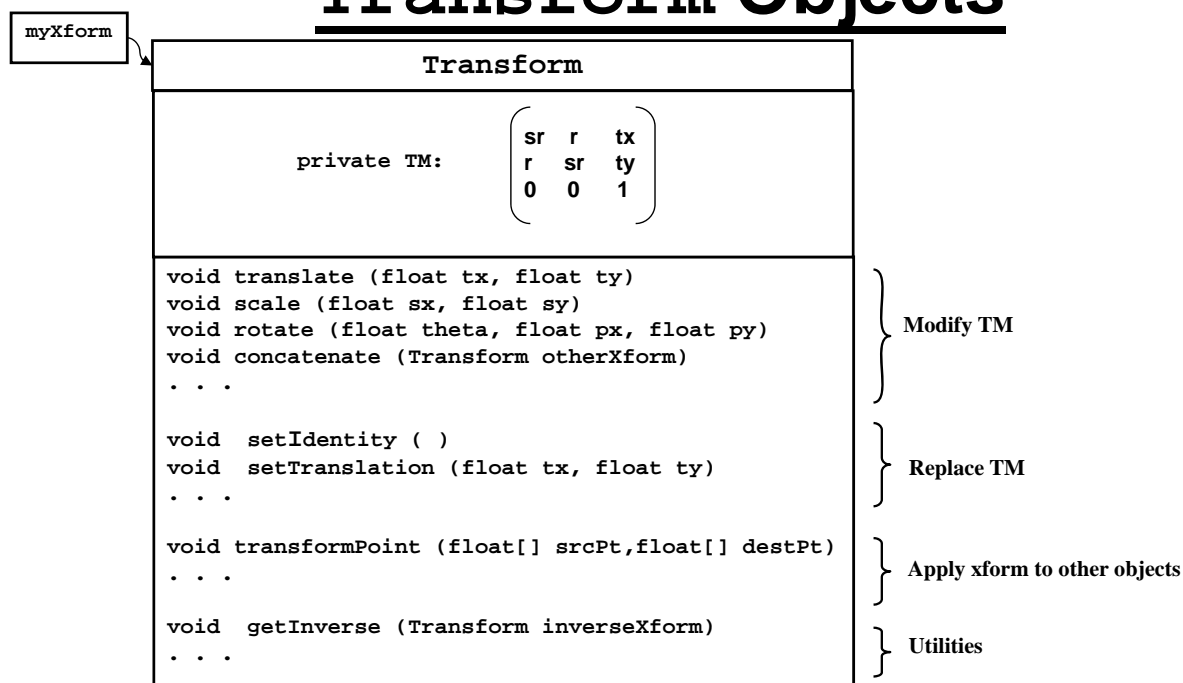 Transform Objects
myXform
Transform
private TM:
sr r tx
r sr ty
0 0 1
void translate (float tx, float ty)
void scale (float sx, float sy)
void rotate (float theta, float px, float py)
void concatenate (Transform otherXform)
. . .
Modify TM
void setIdentity ( )
void setTranslation (float tx, float ty)
. . .
Replace TM
void transformPoint (float[] srcPt,float[] destPt)
. . .
Apply xform to other objects
void getInverse (Transform inverseXform)
. . .
Utilities